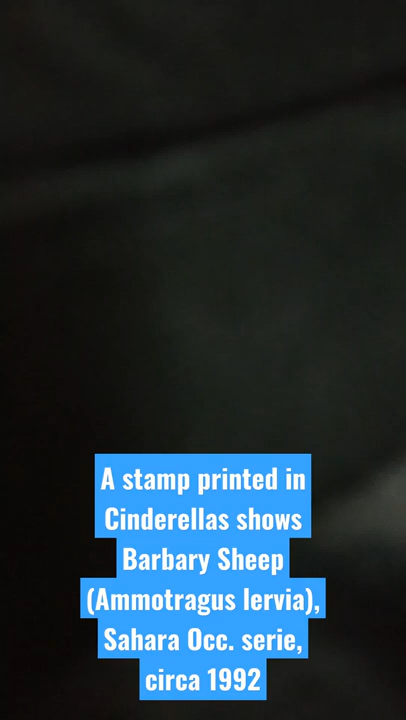 A stamp printed in
Cinderellas shows
Barbary Sheep
(Ammotragus lervia),
Sahara Occ. serie,
circa 1992